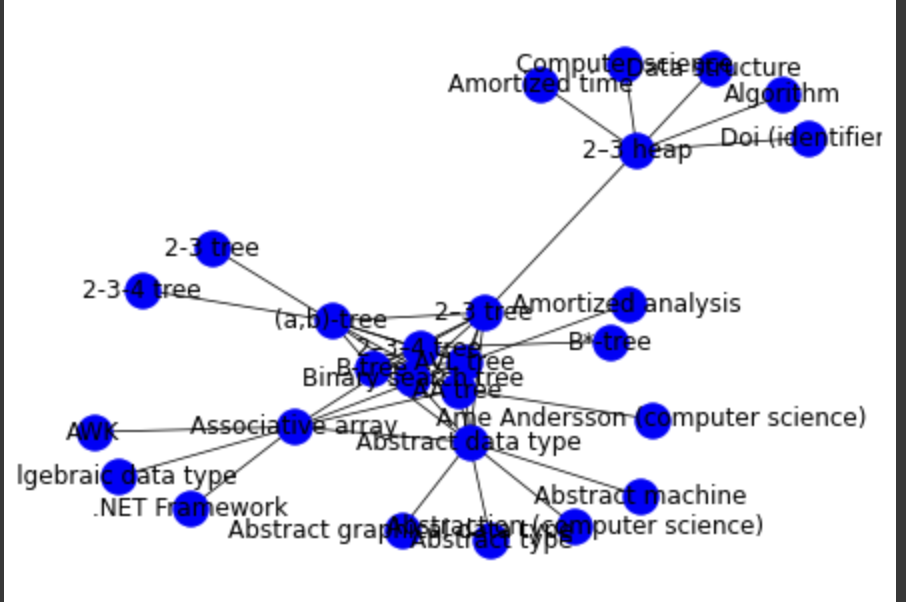 Computer science
Data structure
Amortized time
Algorithm
Doi (identifier
2–3 heap
2-3 tree
2-3-4 tree
Amortized analysis
2–3 tree
(a,b)-tree
B*-tree
2–3–4 tree
AVL tree
B-tree
Binary search tree
AA tree
Arne Andersson (computer science)
Associative array
AWK
Abstract data type
lgebraic data type
Abstract machine
.NET Framework
Abstraction (computer science)
Abstract graphical data type
Abstract type